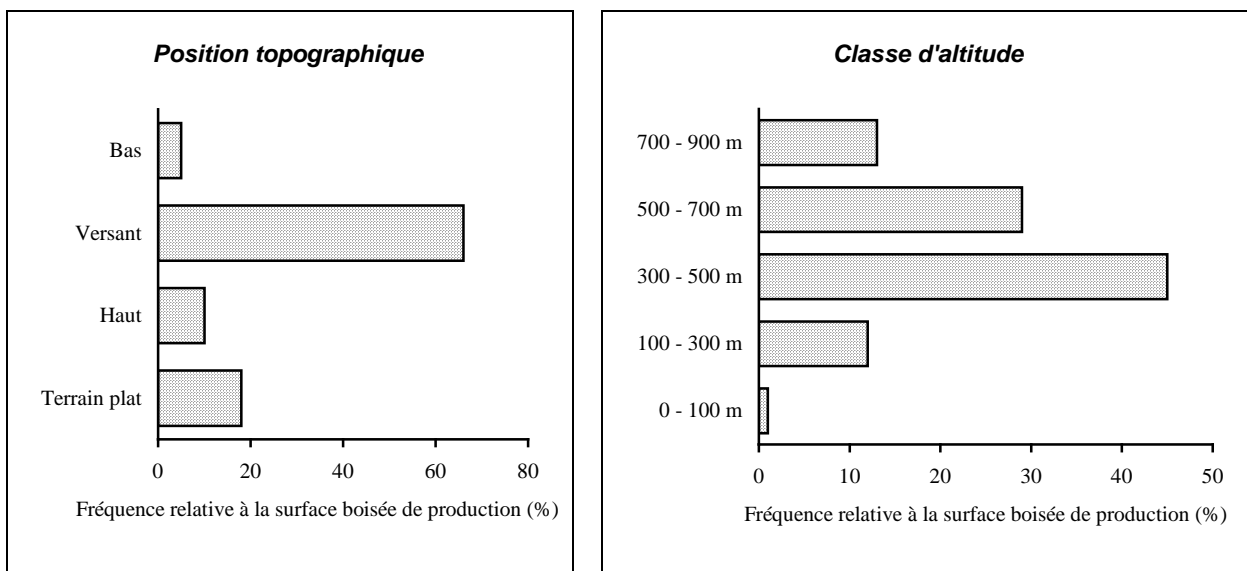 Position topographique
Bas
Versant
Haut
Terrain plat
0 20 40 60 80
Fréquence relative à la surface boisée de production (%)
Classe d'altitude
700 - 900 m
500 - 700 m
300 - 500 m
100 - 300 m
0 - 100 m
0 10 20 30 40 50
Fréquence relative à la surface boisée de production (%)